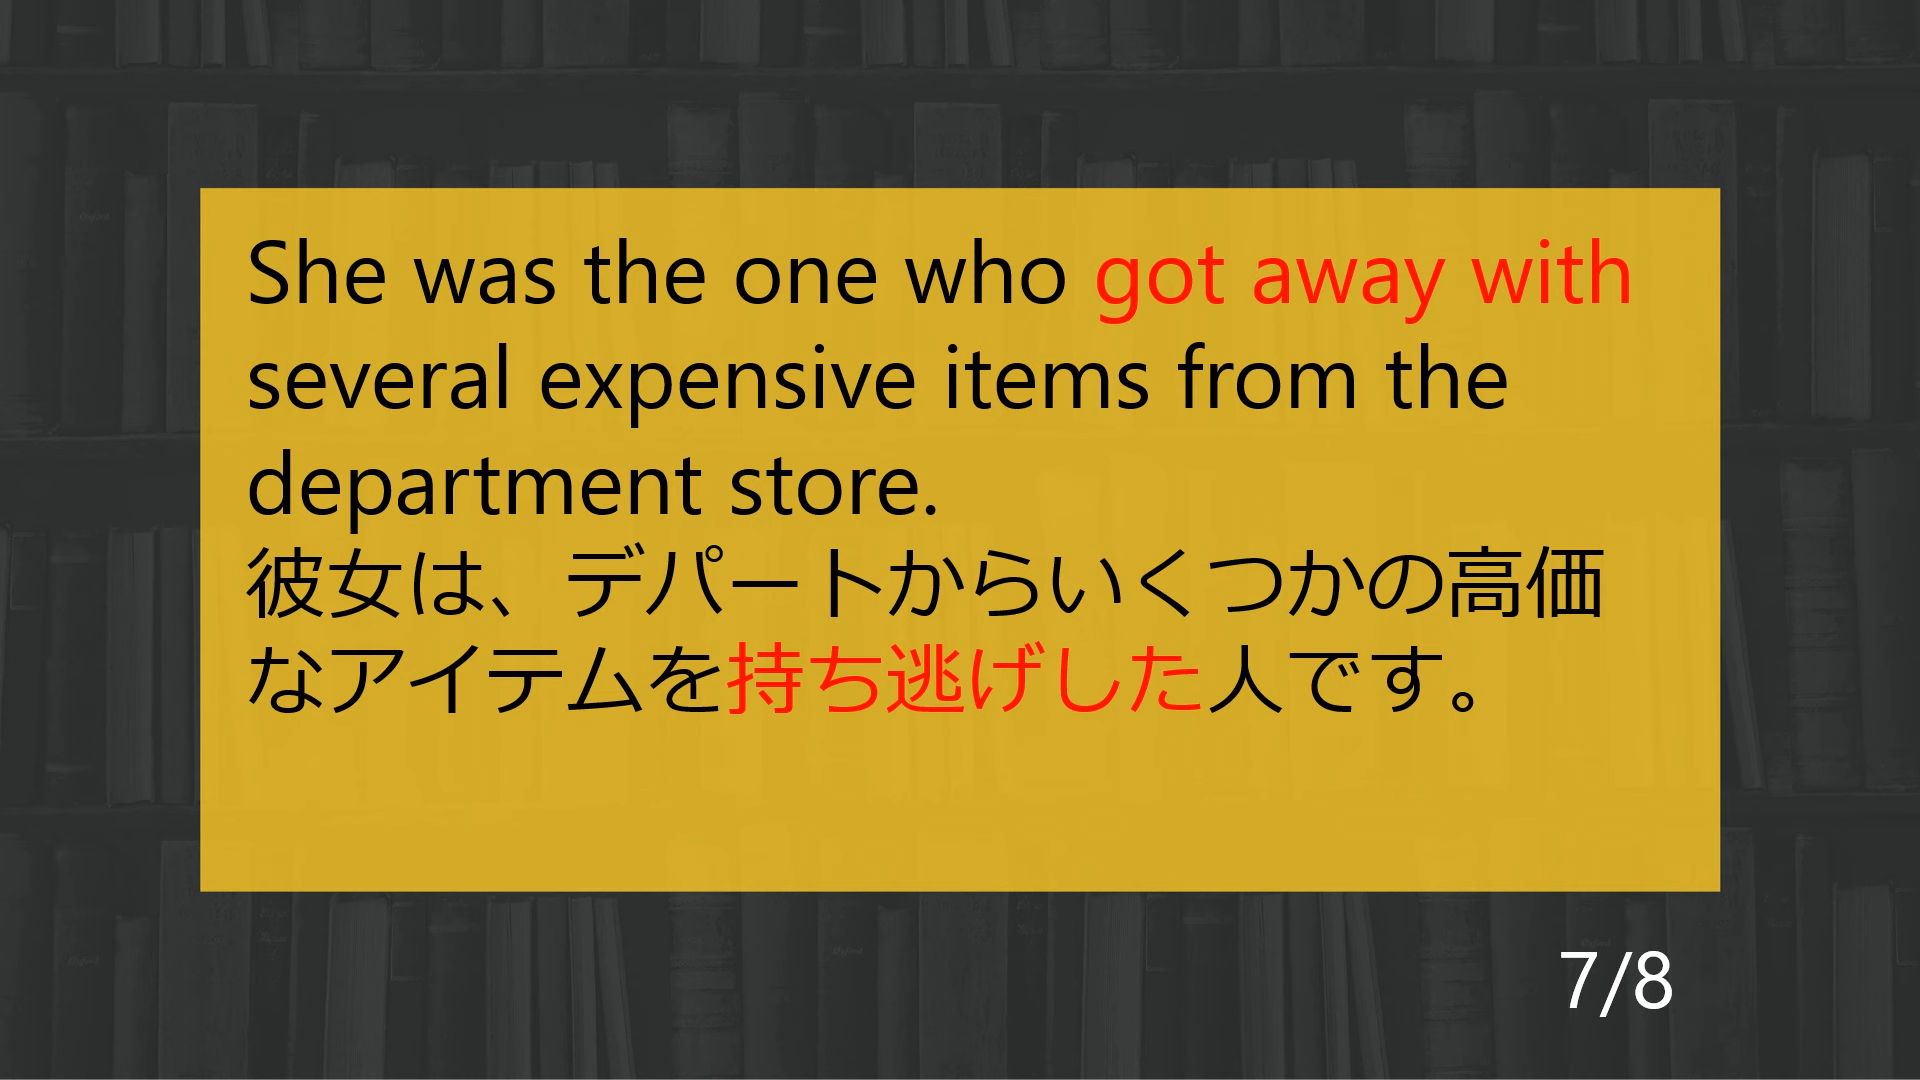 She was the one who got away with
several expensive items from the
department store.
彼女は、デパートからいくつかの高価
なアイテムを持ち逃げした人です。
7/8